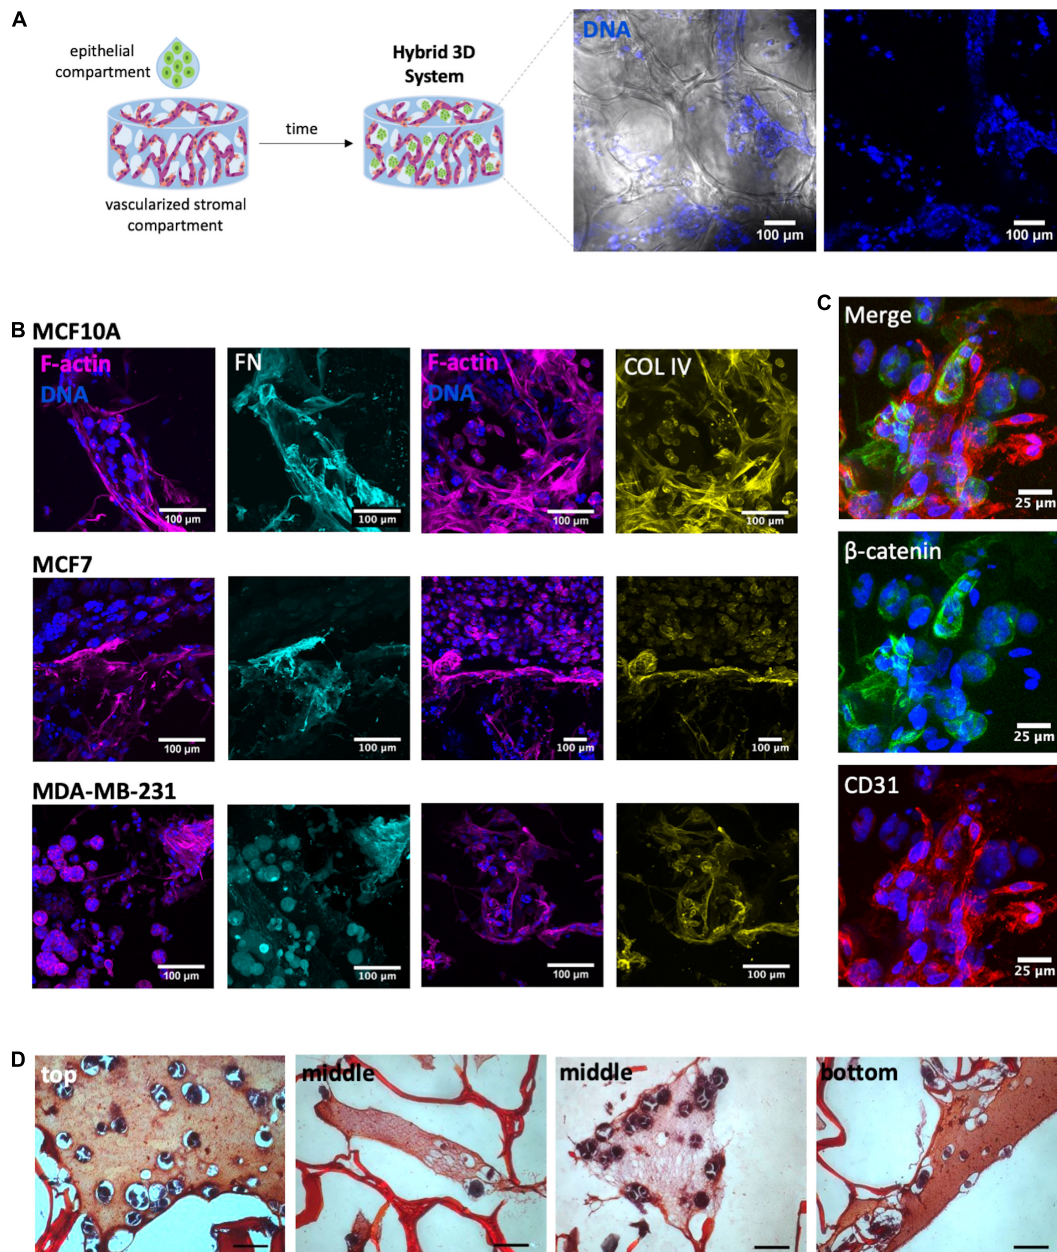 A
epithelial
compartment
vascularized stromal
compartment
time
Hybrid 3D
System
DNA
100 μm
100 μm
B
MCF10A
F-actin
DNA
100 μm
FN
100 μm
F-actin
DNA
100 μm
COL IV
100 μm
MCF7
100 μm
100 μm
100 μm
100 μm
MDA-MB-231
100 μm
100 μm
100 μm
100 μm
C
Merge
25 μm
β-catenin
25 μm
CD31
25 μm
D
top
middle
middle
bottom